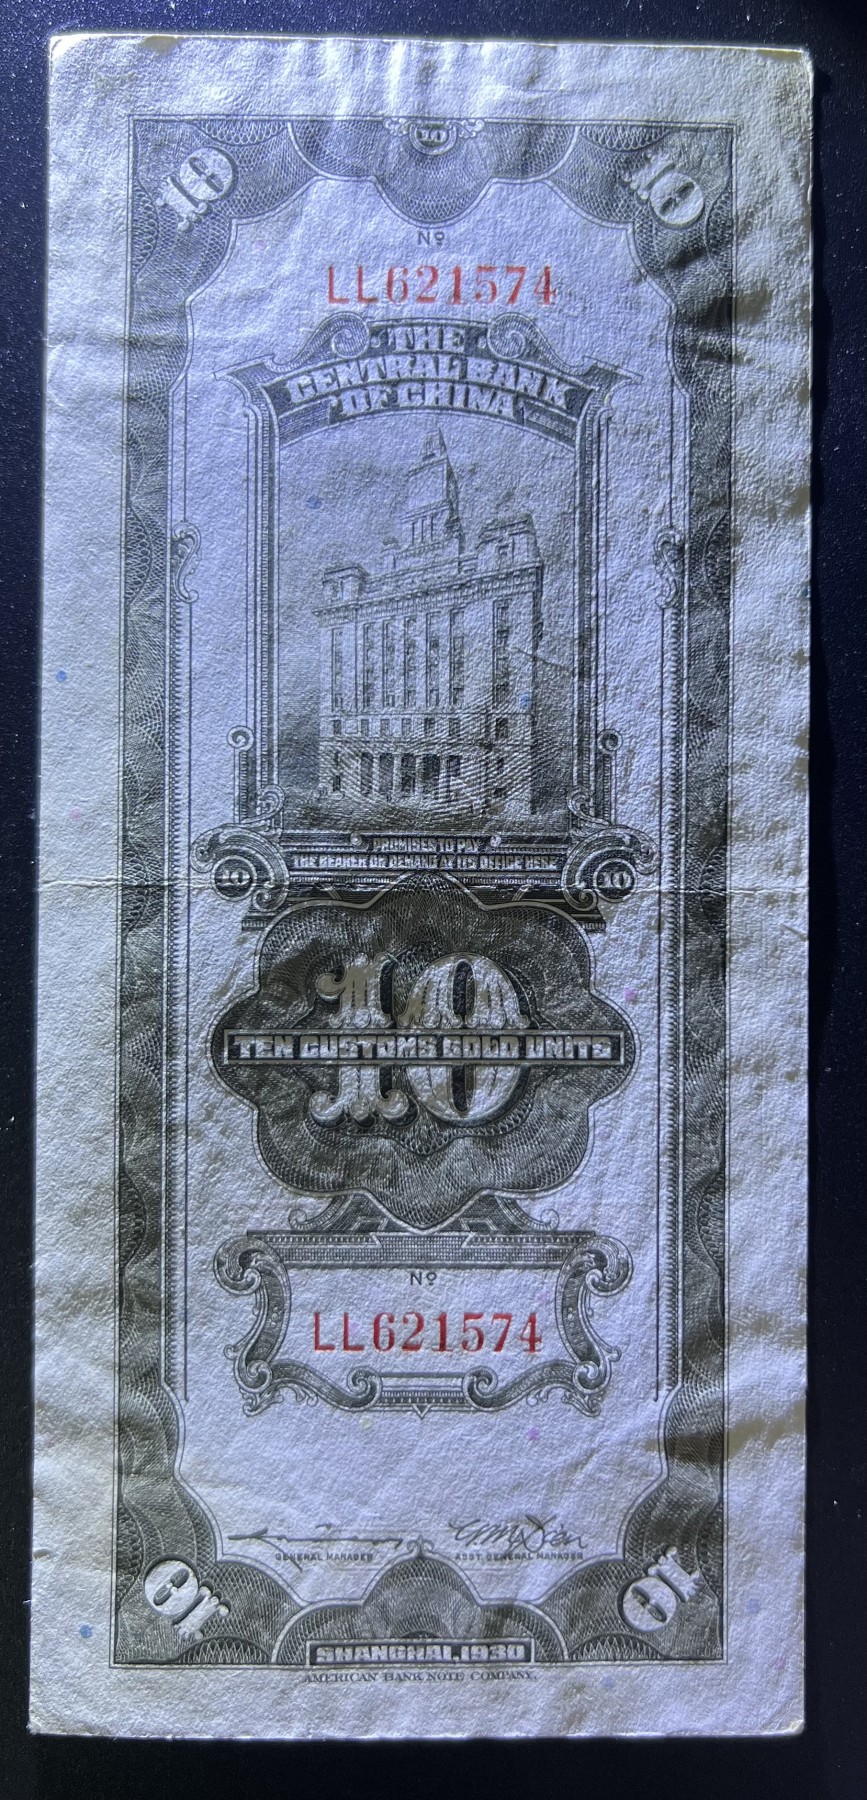 10 10 10
Nº
LL621574
THE
CENTRAL BANK
OF CHINA
PROMISES TO PAY
THE BEARER ON DEMAND AT ITS OFFICE HERE
10 10
10
TEN CUSTOMS GOLD UNITS
Nº
LL621574
GENERAL MANAGER ASST. GENERAL MANAGER
10 10
SHANGHAI, 1930
AMERICAN BANK NOTE COMPANY.